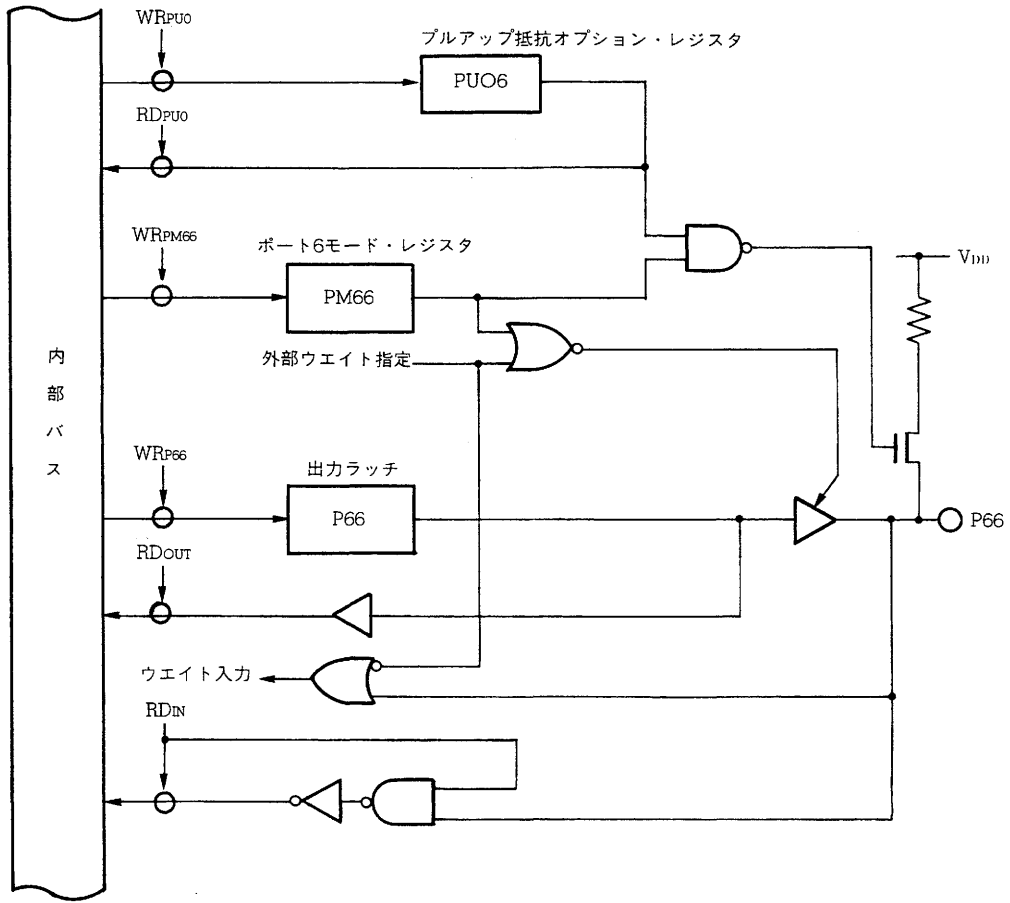 WRPU0
プルアップ抵抗オプション・レジスタ
PUO6
RDPU0
WRPM66
ポート6モード・レジスタ
PM66
VDD
外部ウエイト指定
内部バス
WRP66
出力ラッチ
P66
P66
RDOUT
ウエイト入力
RDIN